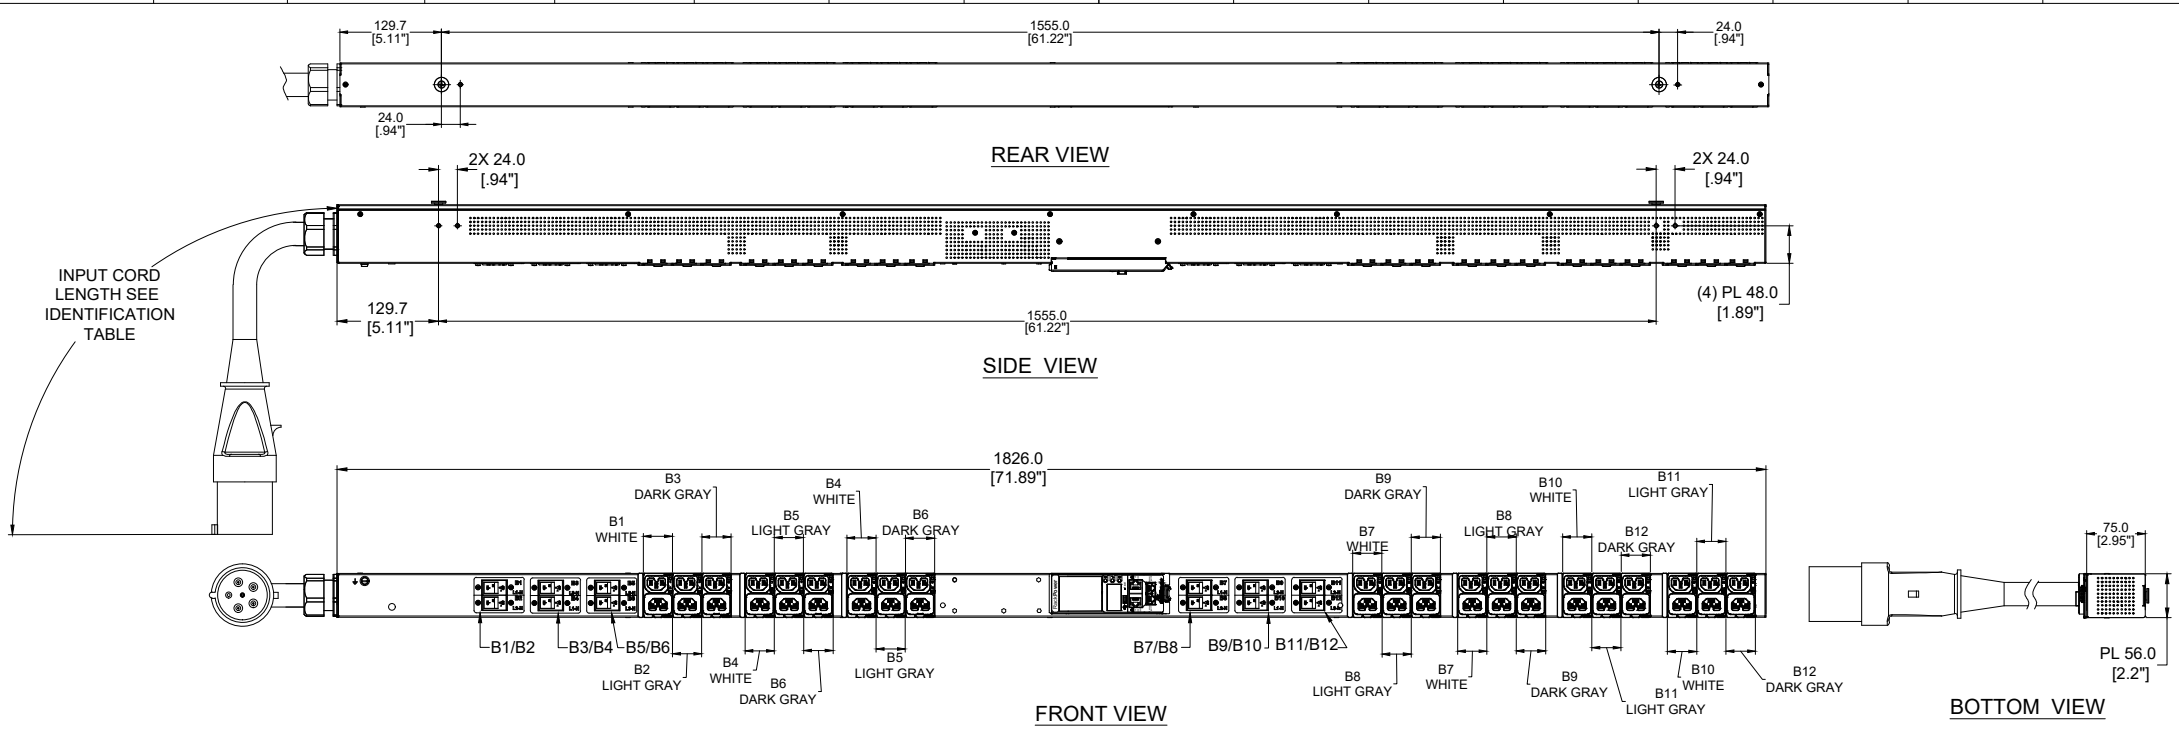 129.7
[5.11"]
1555.0
[61.22"]
24.0
[.94"]
24.0
[.94"]
REAR VIEW
2X 24.0
[.94"]
2X 24.0
[.94"]
INPUT CORD
LENGTH SEE
IDENTIFICATION
TABLE
129.7
[5.11"]
1555.0
[61.22"]
(4) PL 48.0
[1.89"]
SIDE VIEW
1826.0
[71.89"]
B1
WHITE
B3
DARK GRAY
B5
LIGHT GRAY
B4
WHITE
B6
DARK GRAY
B7
WHITE
B9
DARK GRAY
B8
LIGHT GRAY
B10
WHITE
B12
DARK GRAY
B11
LIGHT GRAY
75.0
[2.95"]
B1/B2
B3/B4
B5/B6
B2
LIGHT GRAY
B4
WHITE
B6
DARK GRAY
B5
LIGHT GRAY
B7/B8
B9/B10
B11/B12
B8
LIGHT GRAY
B7
WHITE
B9
DARK GRAY
B11
LIGHT GRAY
B10
WHITE
B12
DARK GRAY
PL 56.0
[2.2"]
FRONT VIEW
BOTTOM VIEW